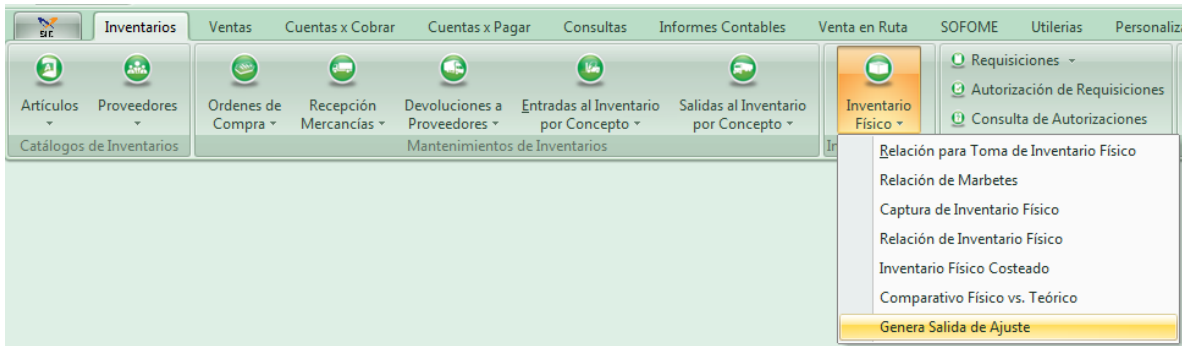 SIC
Inventarios Ventas Cuentas x Cobrar Cuentas x Pagar Consultas Informes Contables Venta en Ruta SOFOME Utilerias Personaliz
Artículos Proveedores Ordenes de Recepción Devoluciones a Entradas al Inventario Salidas al Inventario Inventario
Compra Mercancías Proveedores por Concepto por Concepto Físico
Requisiciones
Autorización de Requisiciones
Consulta de Autorizaciones
Catálogos de Inventarios Mantenimientos de Inventarios
Relación para Toma de Inventario Físico
Relación de Marbetes
Captura de Inventario Físico
Relación de Inventario Físico
Inventario Físico Costeado
Comparativo Físico vs. Teórico
Genera Salida de Ajuste